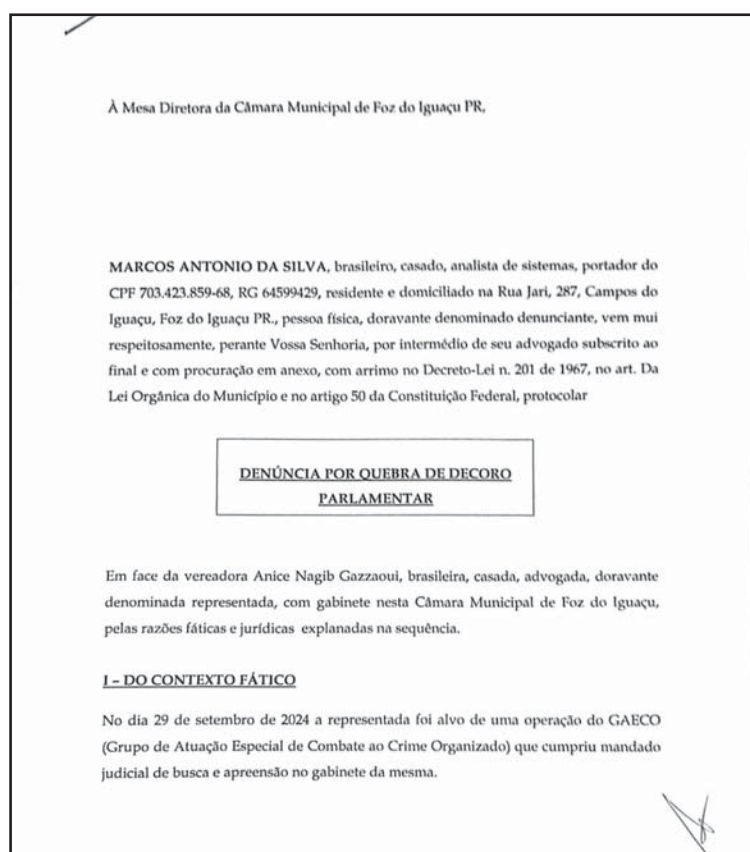 À Mesa Diretora da Câmara Municipal de Foz do Iguaçu PR,
MARCOS ANTONIO DA SILVA, brasileiro, casado, analista de sistemas, portador do
CPF 703.423.859-68, RG 64599429, residente e domiciliado na Rua Jari, 287, Campos do
Iguaçu, Foz do Iguaçu PR., pessoa física, doravante denominado denunciante, vem mui
respeitosamente, perante Vossa Senhoria, por intermédio de seu advogado subscrito ao
final e com procuração em anexo, com arrimo no Decreto-Lei n. 201 de 1967, no art. Da
Lei Orgânica do Município e no artigo 50 da Constituição Federal, protocolar
DENÚNCIA POR QUEBRA DE DECORO
PARLAMENTAR
Em face da vereadora Anice Nagib Gazzaoui, brasileira, casada, advogada, doravante
denominada representada, com gabinete nesta Câmara Municipal de Foz do Iguaçu,
pelas razões fáticas e jurídicas explanadas na sequência.
I – DO CONTEXTO FÁTICO
No dia 29 de setembro de 2024 a representada foi alvo de uma operação do GAECO
(Grupo de Atuação Especial de Combate ao Crime Organizado) que cumpriu mandado
judicial de busca e apreensão no gabinete da mesma.